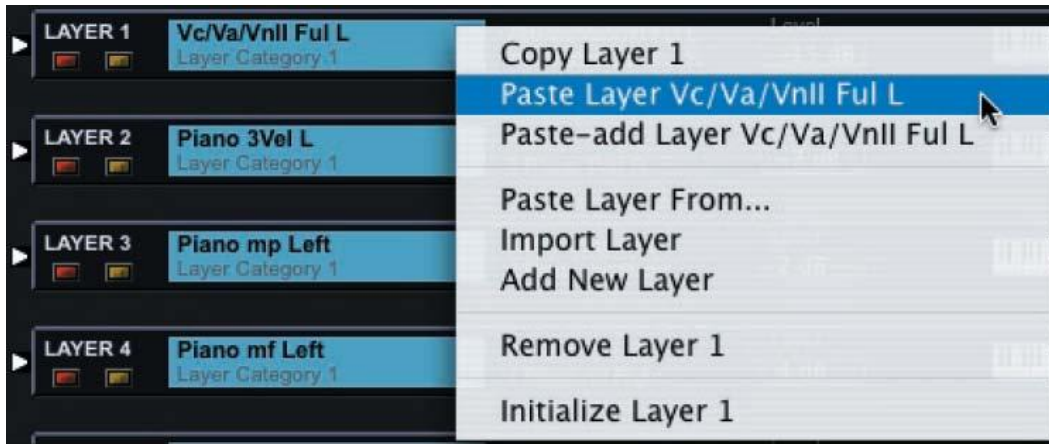 LAYER 1
Vc/Va/VnII Ful L
Layer Category 1
Level
LAYER 2
Piano 3Vel L
Layer Category 1
LAYER 3
Piano mp Left
Layer Category 1
LAYER 4
Piano mf Left
Layer Category 1
Copy Layer 1
Paste Layer Vc/Va/VnII Ful L
Paste-add Layer Vc/Va/VnII Ful L
Paste Layer From...
Import Layer
Add New Layer
Remove Layer 1
Initialize Layer 1